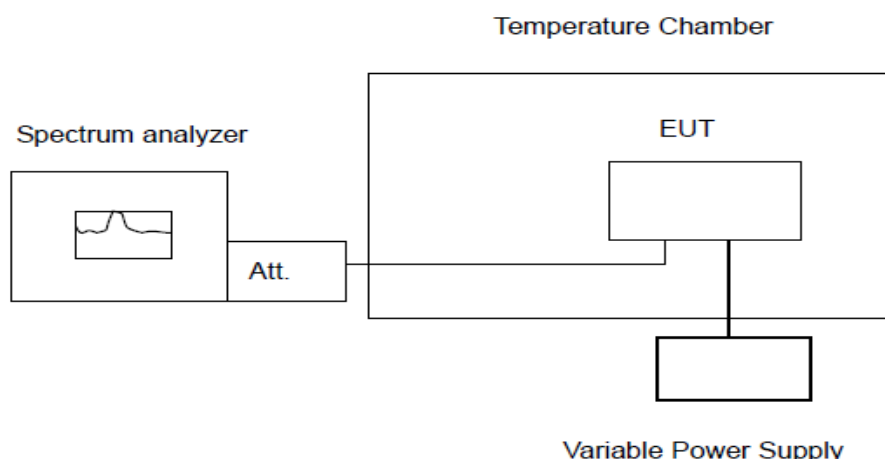 Temperature Chamber
EUT
Spectrum analyzer
Att.
Variable Power Supply